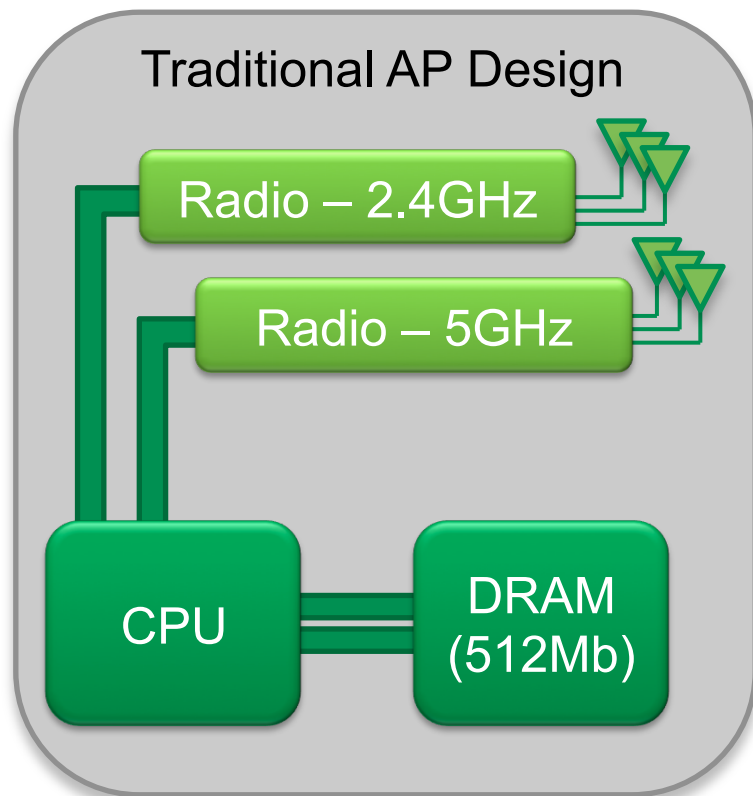 Traditional AP Design
Radio – 2.4GHz
Radio – 5GHz
CPU
DRAM
(512Mb)